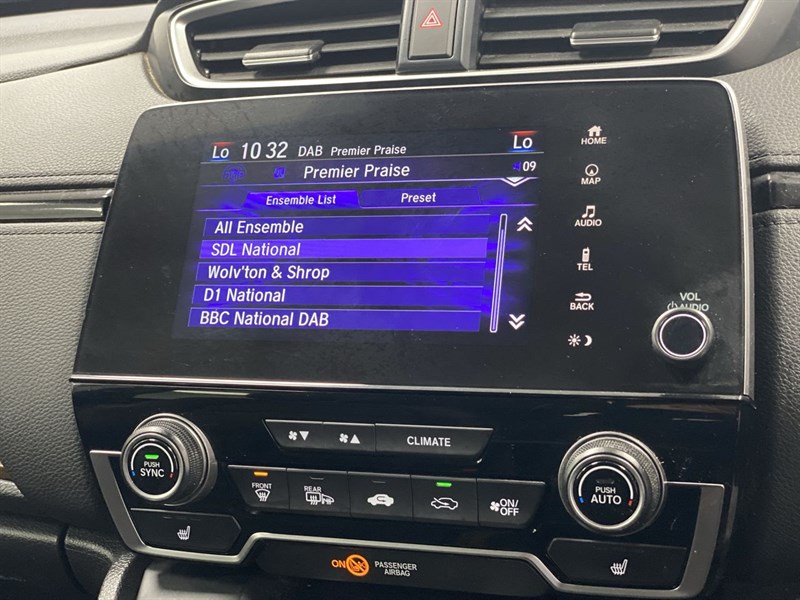 Lo 10 32 DAB Premier Praise Lo
Premier Praise 09
Ensemble List Preset
All Ensemble
SDL National
Wolv'ton & Shrop
D1 National
BBC National DAB
HOME
MAP
AUDIO
TEL
BACK
VOL
AUDIO
CLIMATE
PUSH
SYNC
FRONT
REAR
ON/
OFF
PUSH
AUTO
ON
PASSENGER
AIRBAG